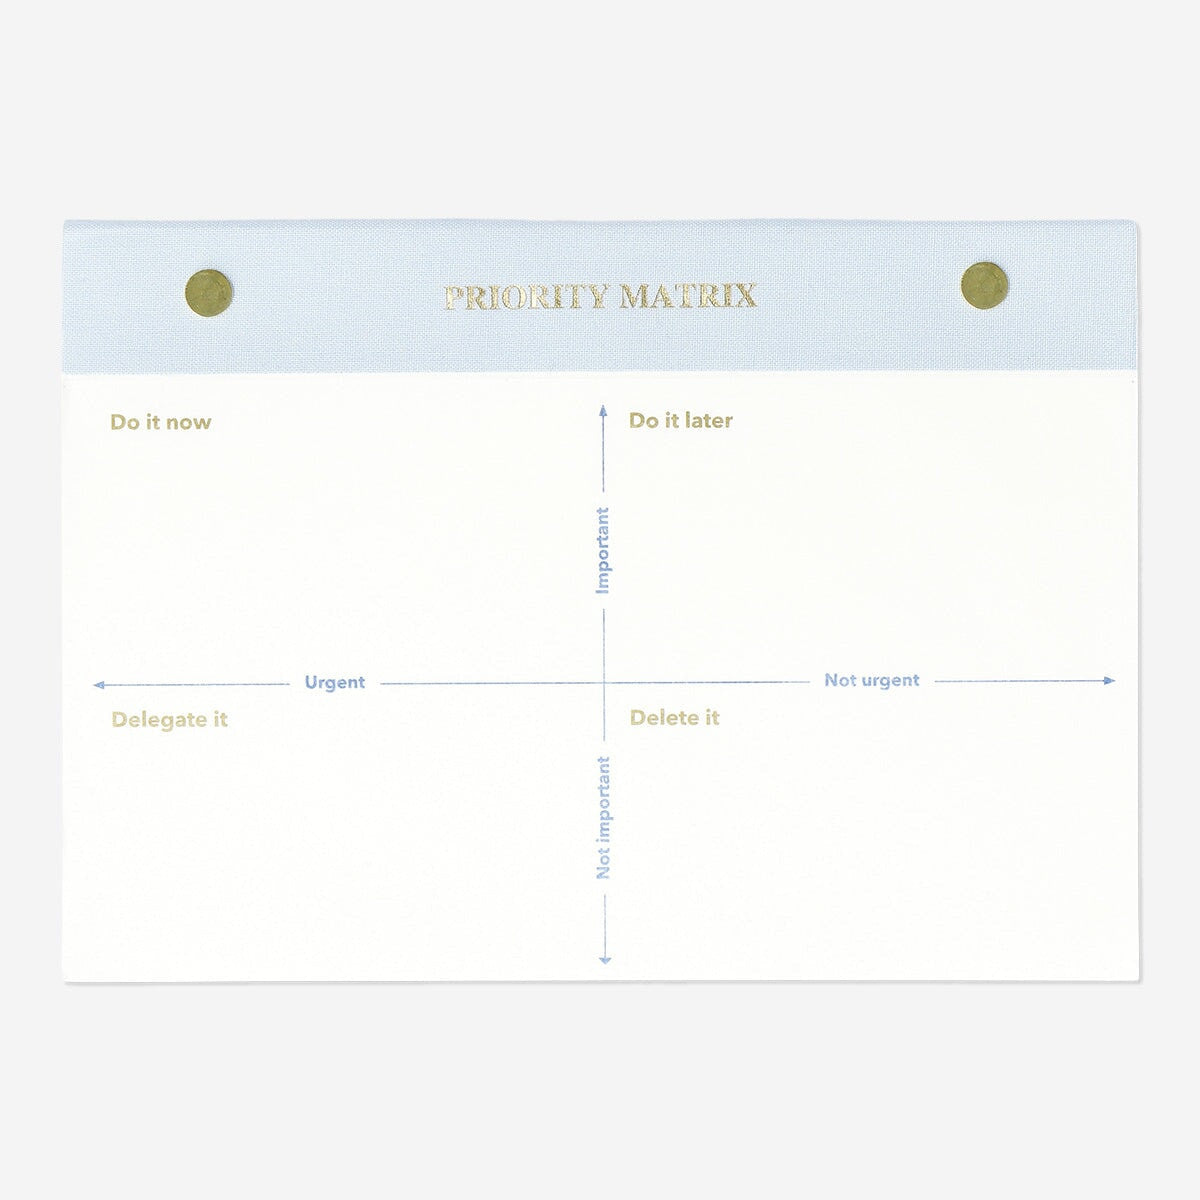 PRIORITY MATRIX
Do it now
Do it later
Important
Urgent
Not urgent
Delegate it
Delete it
Not important